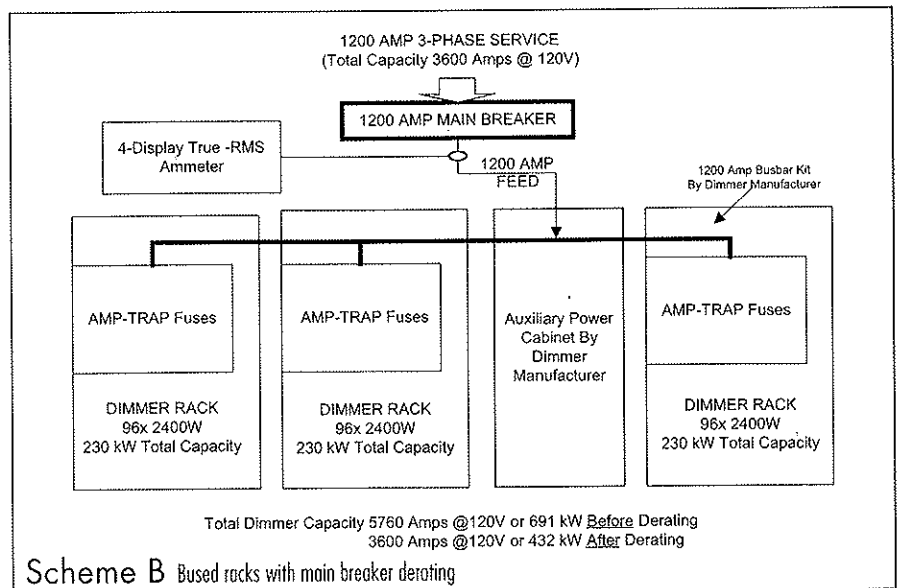 1200 AMP 3-PHASE SERVICE
(Total Capacity 3600 Amps @ 120V)
1200 AMP MAIN BREAKER
4-Display True -RMS
Ammeter
1200 AMP
FEED
1200 Amp Busbar Kit
By Dimmer Manufacturer
AMP-TRAP Fuses
DIMMER RACK
96x 2400W
230 kW Total Capacity
AMP-TRAP Fuses
DIMMER RACK
96x 2400W
230 kW Total Capacity
Auxiliary Power
Cabinet By
Dimmer
Manufacturer
AMP-TRAP Fuses
DIMMER RACK
96x 2400W
230 kW Total Capacity
Total Dimmer Capacity 5760 Amps @120V or 691 kW Before Derating
3600 Amps @120V or 432 kW After Derating
Scheme B Bused racks with main breaker derating